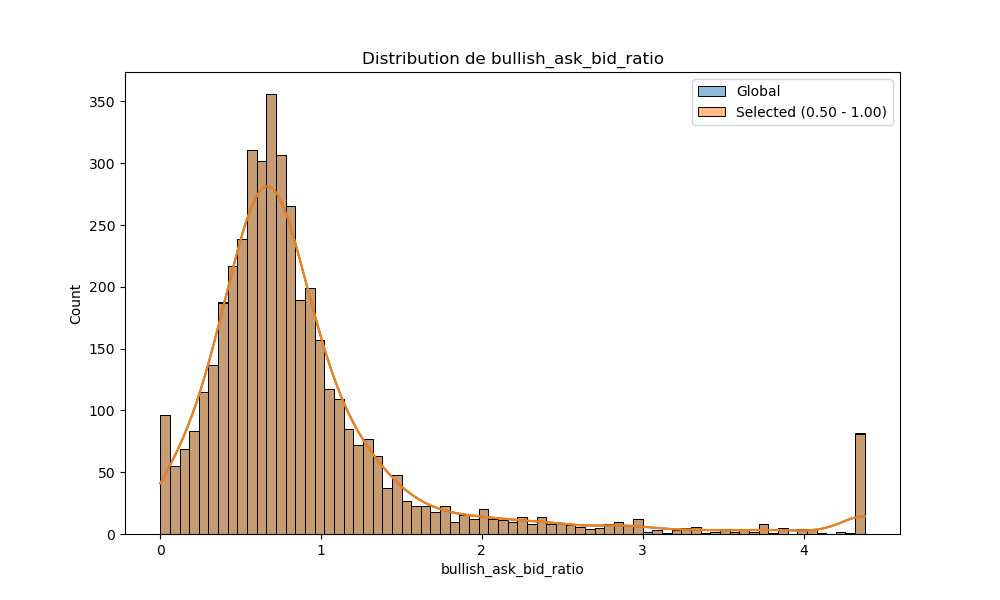 Distribution de bullish_ask_bid_ratio
Global
Selected (0.50 - 1.00)
Count
350
300
250
200
150
100
50
0
0 1 2 3 4
bullish_ask_bid_ratio